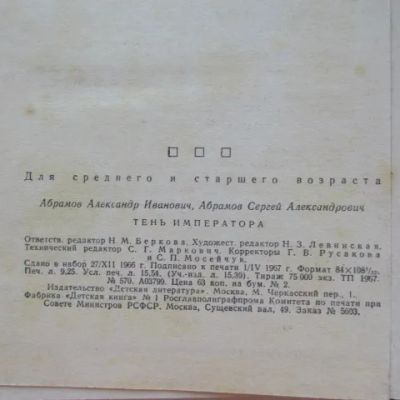 Для среднего и старшего возраста
Абрамов Александр Иванович, Абрамов Сергей Александрович
ТЕНЬ ИМПЕРАТОРА
Ответств. редактор Н. М. Беркова. Художест. редактор Н. З. Левинская.
Технический редактор С. Г. Маркович. Корректоры Г. В. Русакова
и С. П. Мосейчук.
Сдано в набор 27/XII 1966 г. Подписано к печати 1/IV 1967 г. Формат 84×108¹/₃₂.
Печ. л. 9,25. Усл. печ. л. 15,54. (Уч.-изд. л. 15,39). Тираж 75 000 экз. ТП 1967.
№ 570. А03799. Цена 63 коп. на бум. № 2.
Издательство «Детская литература». Москва, М. Черкасский пер., 1.
Фабрика «Детская книга» № 1 Росглавполиграфпрома Комитета по печати при
Совете Министров РСФСР. Москва, Сущевский вал, 49. Заказ № 5603.